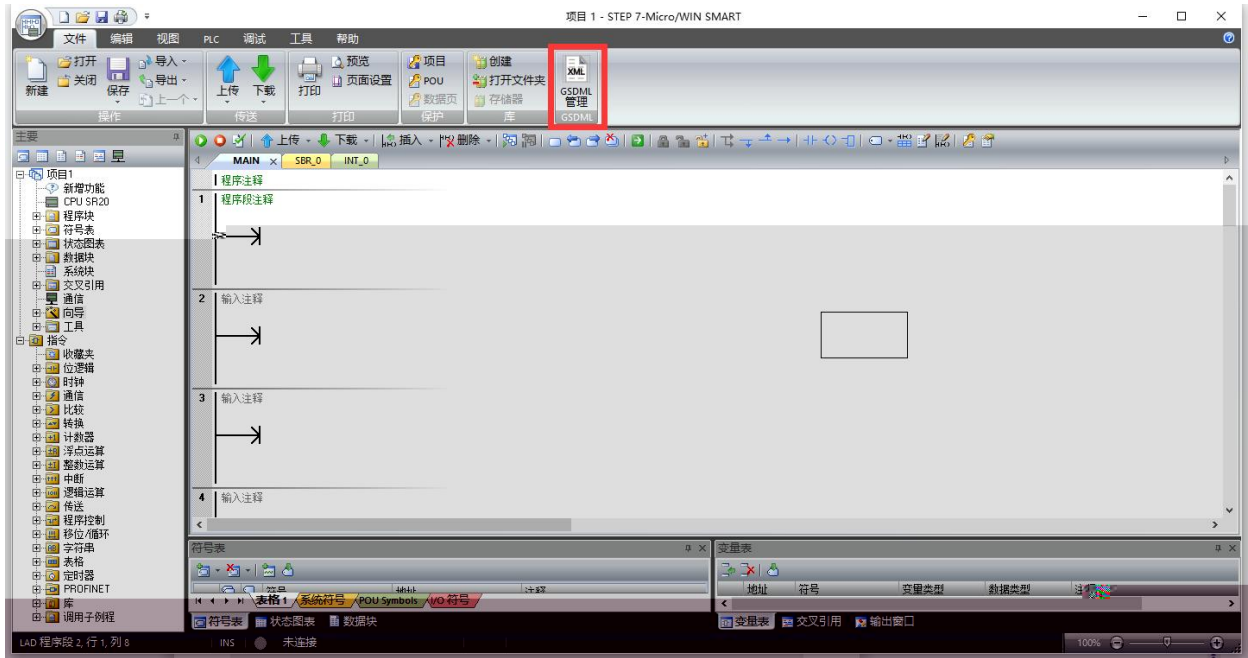 项目 1 - STEP 7-Micro/WIN SMART
文件 编辑 视图 PLC 调试 工具 帮助
新建 打开 关闭 保存 导入 导出 上一个
上传 下载
打印 预览 页面设置
项目 POU 数据页
创建 打开文件夹 存储器
XML GSDML 管理
操作 传送 打印 保护 库 GSDML
主要
上传 下载 插入 删除
MAIN SBR_0 INT_0
项目1
新增功能
CPU SR20
程序块
符号表
状态图表
数据块
系统块
交叉引用
通信
向导
工具
指令
收藏夹
位逻辑
时钟
通信
比较
转换
计数器
浮点运算
整数运算
中断
逻辑运算
传送
程序控制
移位/循环
字符串
表格
定时器
PROFINET
库
调用子例程
程序注释
1 程序段注释
2 输入注释
3 输入注释
4 输入注释
符号表
符号 地址 注释
表格 1 系统符号 POU Symbols I/O 符号
符号表 状态图表 数据块
变量表
地址 符号 变量类型 数据类型
变量表 交叉引用 输出窗口
LAD 程序段 2, 行 1, 列 8 INS 未连接 100%